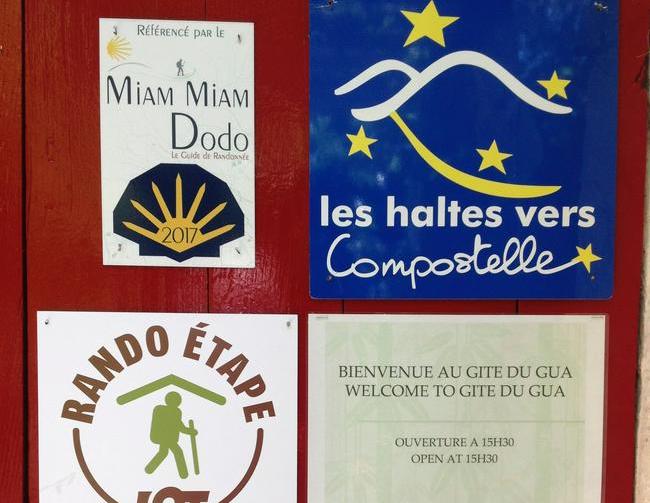 Référencé par le
Miam Miam
Dodo
Le Guide de Randonnée
2017
les haltes vers
Compostelle
RANDO ÉTAPE
LOT
BIENVENUE AU GITE DU GUA
WELCOME TO GITE DU GUA
OUVERTURE A 15H30
OPEN AT 15H30